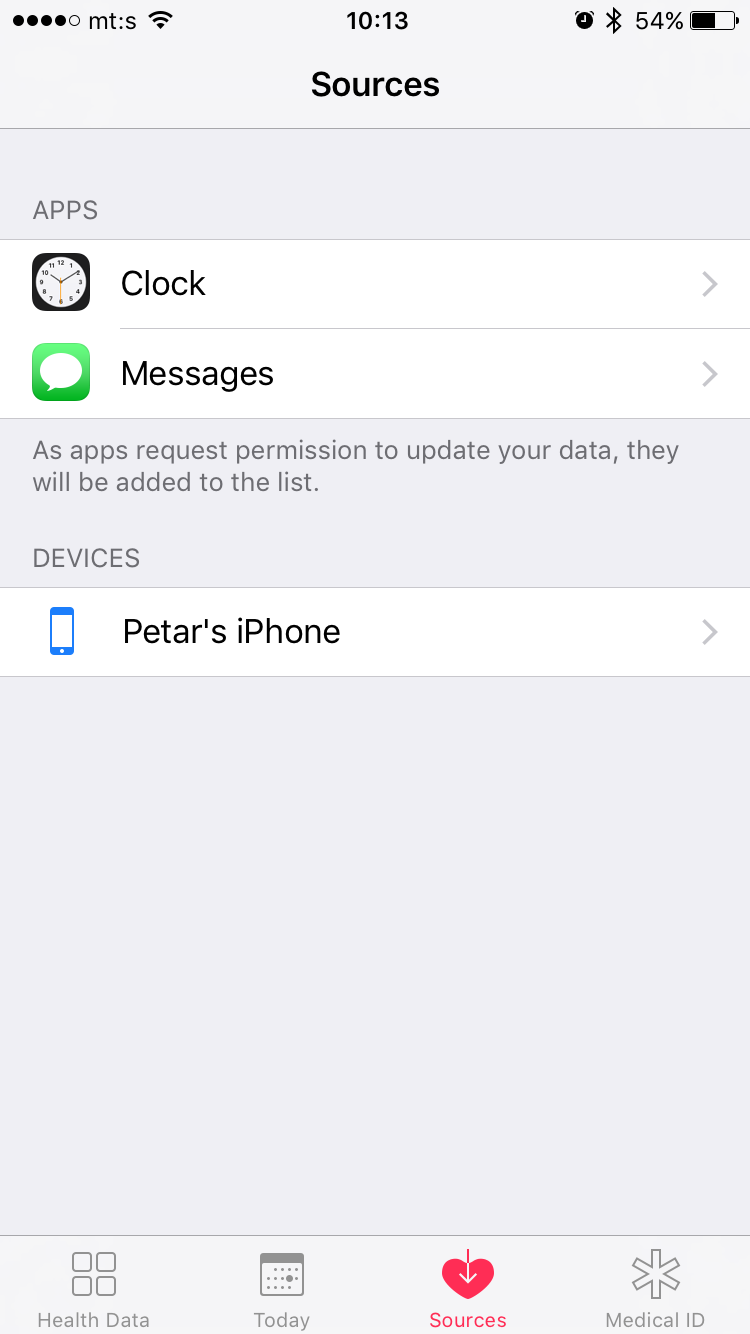 mt:s 10:13 54%
Sources
APPS
Clock
Messages
As apps request permission to update your data, they
will be added to the list.
DEVICES
Petar's iPhone
Health Data Today Sources Medical ID